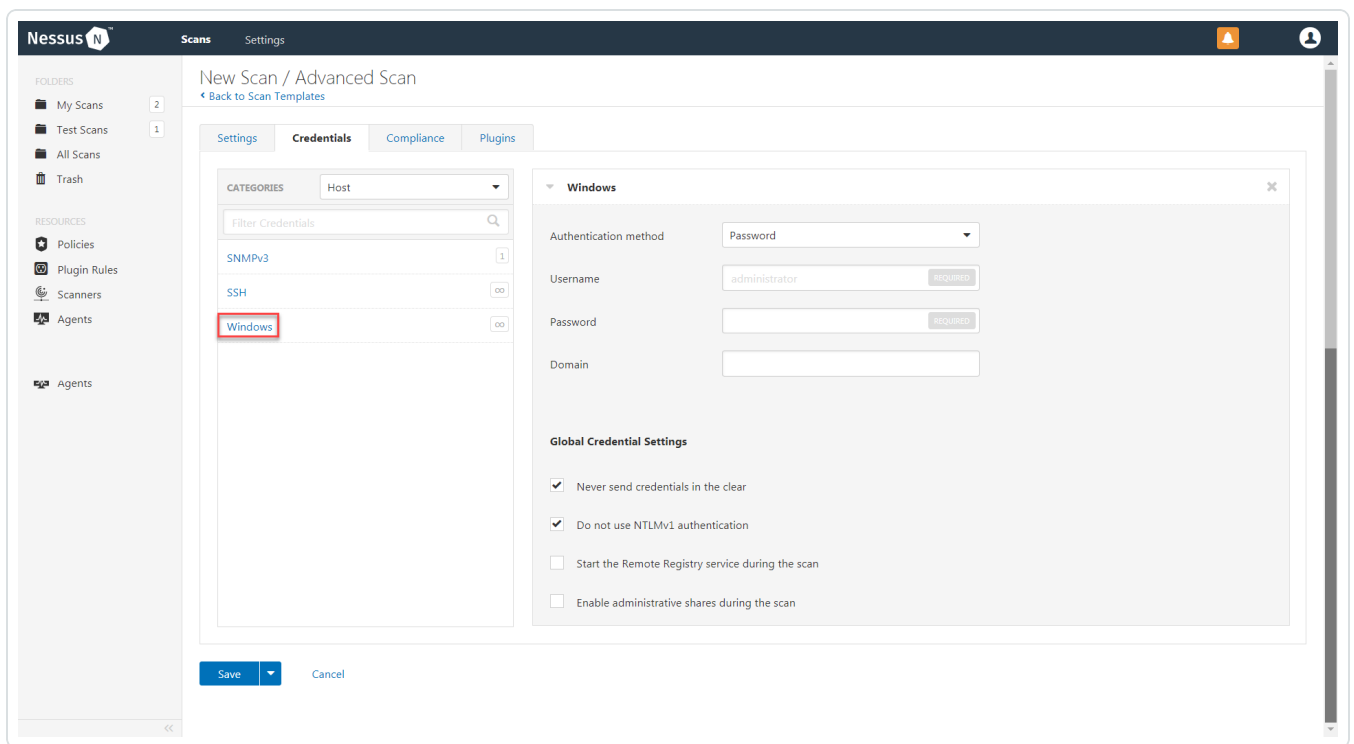 Nessus N ™
Scans
Settings
FOLDERS
My Scans 2
Test Scans 1
All Scans
Trash
RESOURCES
Policies
Plugin Rules
Scanners
Agents
Agents
New Scan / Advanced Scan
Back to Scan Templates
Settings
Credentials
Compliance
Plugins
CATEGORIES
Host
Filter Credentials
SNMPv3 1
SSH ∞
Windows ∞
Windows
Authentication method
Password
Username
administrator
REQUIRED
Password
REQUIRED
Domain
Global Credential Settings
Never send credentials in the clear
Do not use NTLMv1 authentication
Start the Remote Registry service during the scan
Enable administrative shares during the scan
Save
Cancel